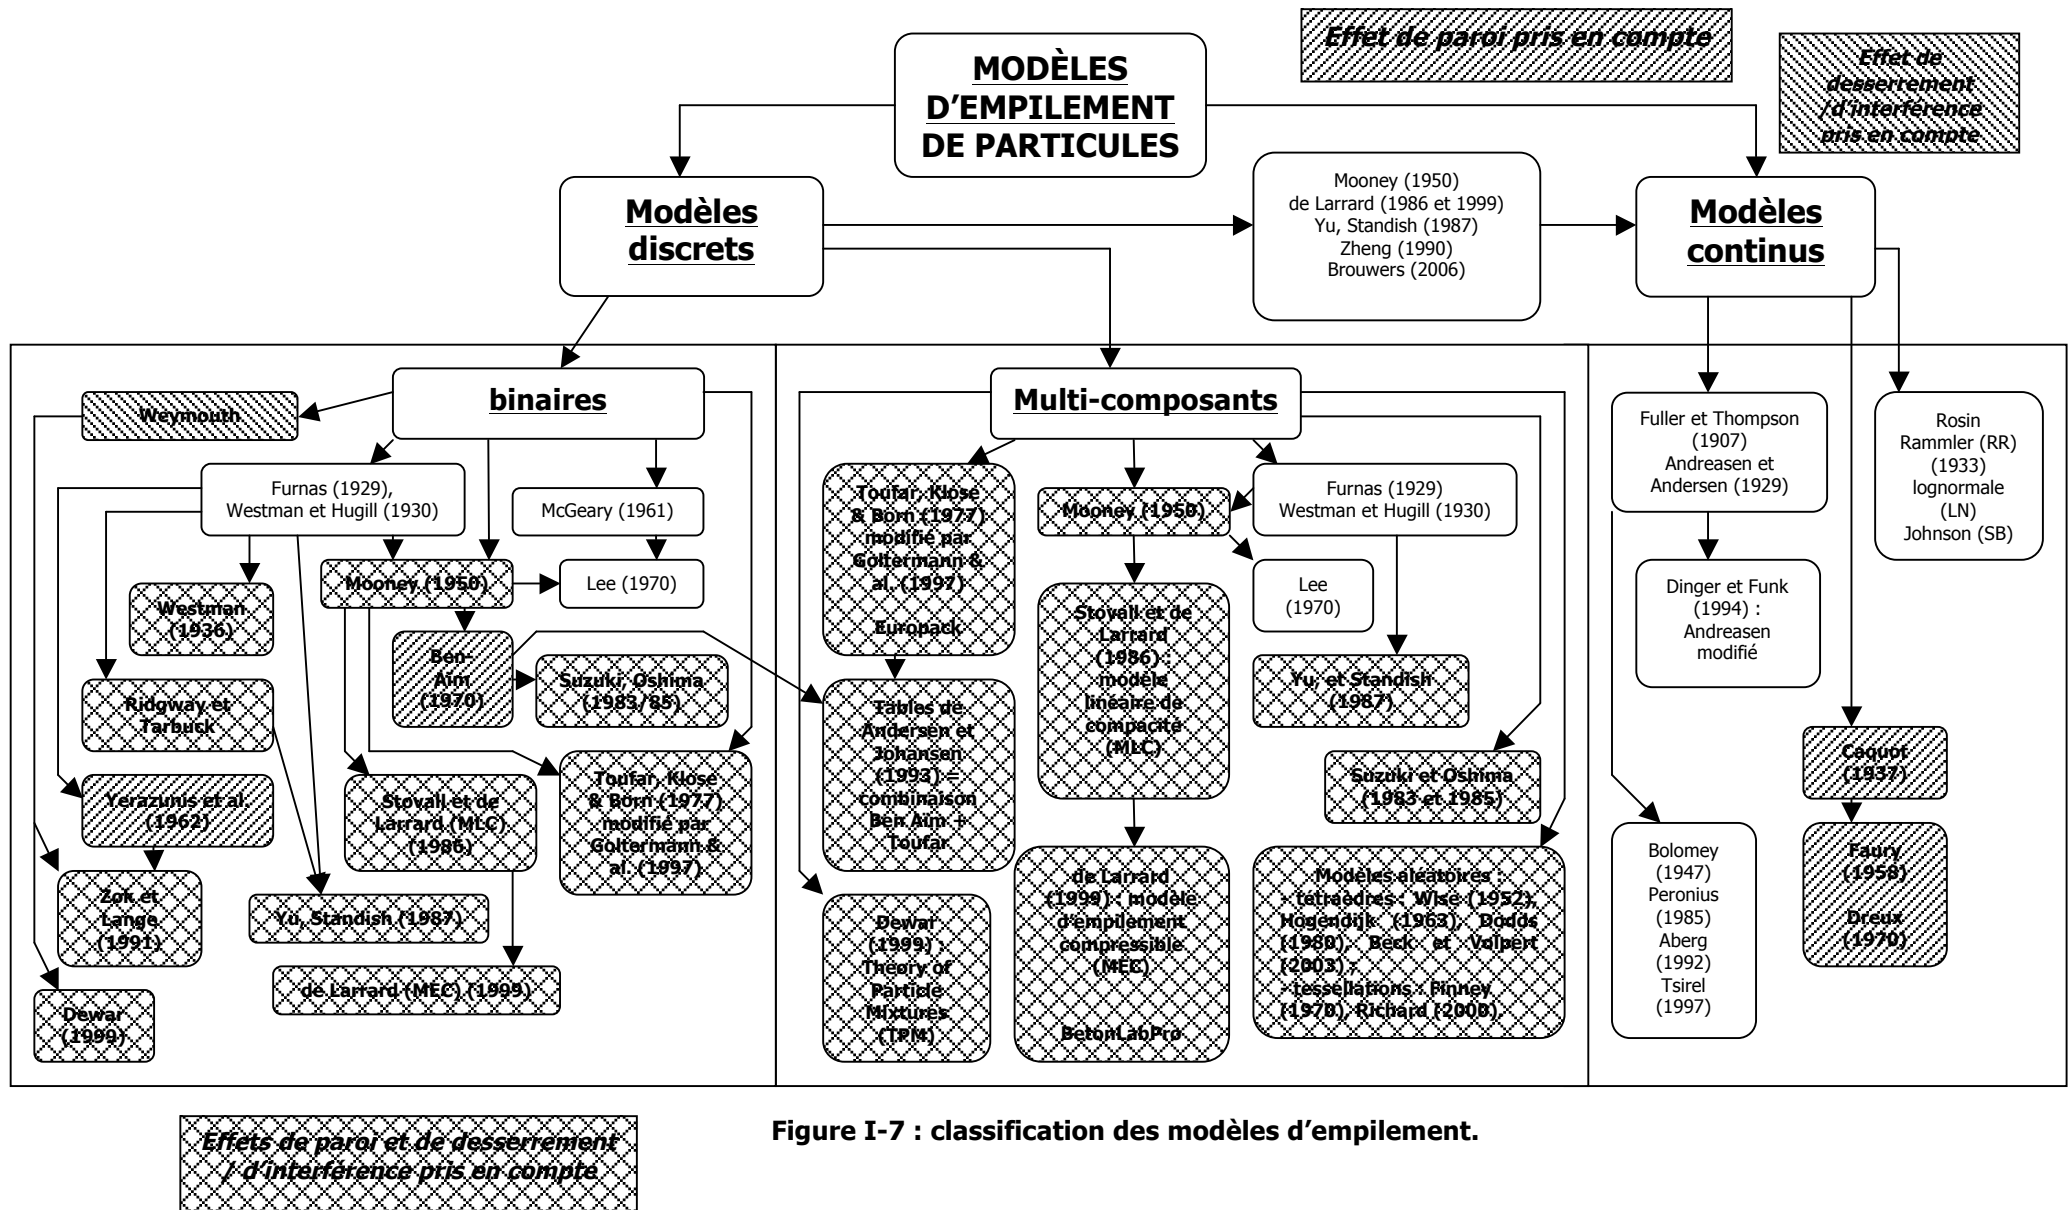 Effet de paroi pris en compte
Effet de
desserrement
/d'interférence
pris en compte
MODÈLES
D'EMPILEMENT
DE PARTICULES
Modèles
discrets
Mooney (1950)
de Larrard (1986 et 1999)
Yu, Standish (1987)
Zheng (1990)
Brouwers (2006)
Modèles
continus
binaires
Weymouth
Furnas (1929),
Westman et Hugill (1930)
McGeary (1961)
Mooney (1950)
Lee (1970)
Westman
(1936)
Ben-
Aïm
(1970)
Suzuki, Oshima
(1983/85)
Ridgway et
Tarbuck
Yerazunis et al.
(1962)
Stovall et de
Larrard (MLC)
(1986)
Toufar, Klose
& Born (1977)
modifié par
Goltermann &
al. (1997)
Zok et
Lange
(1991)
Yu, Standish (1987)
de Larrard (MEC) (1999)
Dewar
(1999)
Multi-composants
Toufar, Klose
& Born (1977)
modifié par
Goltermann &
al. (1997)
Europack
Mooney (1950)
Furnas (1929)
Westman et Hugill (1930)
Lee
(1970)
Stovall et de
Larrard
(1986) :
modèle
linéaire de
compacité
(MLC)
Yu, et Standish
(1987)
Tables de
Andersen et
Johansen
(1993) =
combinaison
Ben Aïm +
Toufar
Suzuki et Oshima
(1983 et 1985)
Dewar
(1999) :
Theory of
Particle
Mixtures
(TPM)
de Larrard
(1999) : modèle
d'empilement
compressible
(MEC)
BetonLabPro
Modèles aléatoires :
- tétraèdres : Wise (1952),
Hogendijk (1963), Dodds
(1980), Beck et Volpert
(2003) ;
- tessellations : Finney
(1970), Richard (2000).
Fuller et Thompson
(1907)
Andreasen et
Andersen (1929)
Rosin
Rammler (RR)
(1933)
lognormale
(LN)
Johnson (SB)
Dinger et Funk
(1994) :
Andreasen
modifié
Caquot
(1937)
Bolomey
(1947)
Peronius
(1985)
Aberg
(1992)
Tsirel
(1997)
Faury
(1958)
Dreux
(1970)
Effets de paroi et de desserrement
/ d'interférence pris en compte
Figure I-7 : classification des modèles d'empilement.